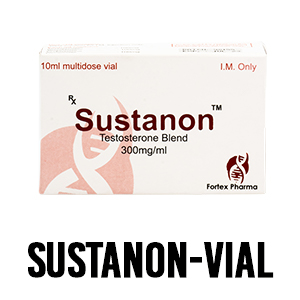 10ml multidose vial
I.M. Only
Rx
Sustanon™
Testosterone Blend
300mg/ml
Fortex Pharma
SUSTANON-VIAL